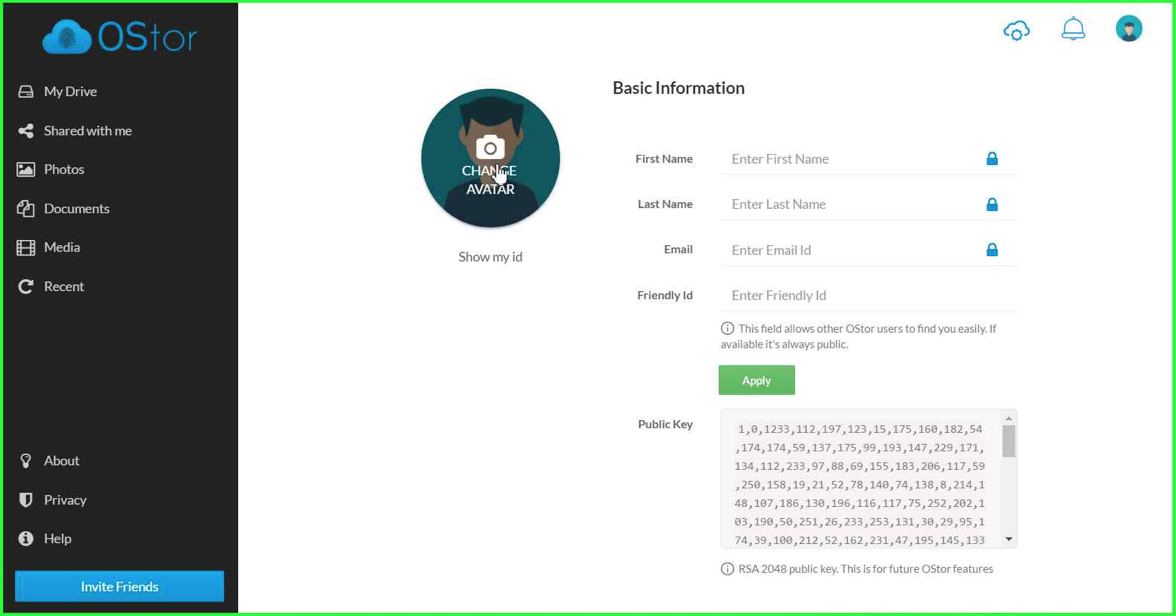 OStor
My Drive
Shared with me
Photos
Documents
Media
Recent
About
Privacy
Help
Invite Friends
CHANGE
AVATAR
Show my id
Basic Information
First Name Enter First Name
Last Name Enter Last Name
Email Enter Email Id
Friendly Id Enter Friendly Id
This field allows other OStor users to find you easily. If
available it's always public.
Apply
Public Key
1,0,1233,112,197,123,15,175,160,182,54
,174,174,59,137,175,99,193,147,229,171,
134,112,233,97,88,69,155,183,206,117,59
,250,158,19,21,52,78,140,74,138,8,214,1
48,107,186,130,196,116,117,75,252,202,1
03,190,50,251,26,233,253,131,30,29,95,1
74,39,100,212,52,162,231,47,195,145,133
RSA 2048 public key. This is for future OStor features